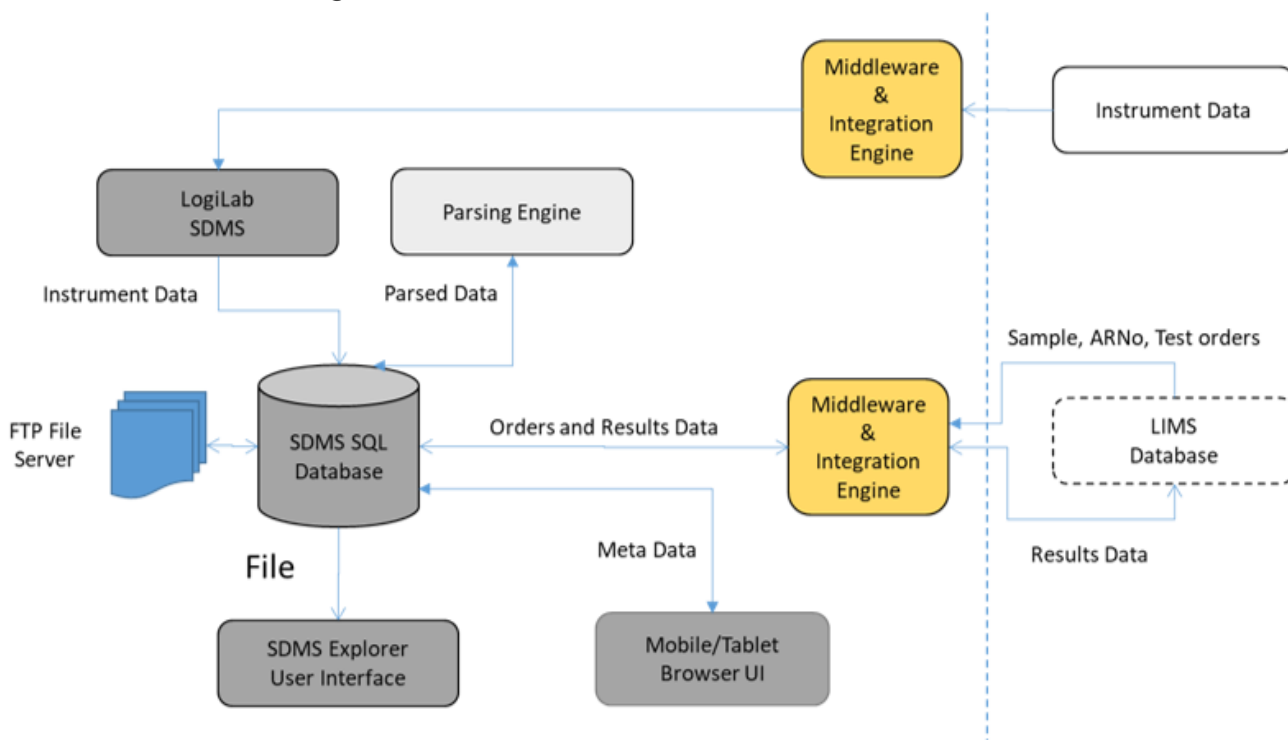 Middleware
&
Integration
Engine
Instrument Data
LogiLab
SDMS
Parsing Engine
Instrument Data
Parsed Data
Sample, ARNo, Test orders
FTP File
Server
SDMS SQL
Database
Orders and Results Data
Middleware
&
Integration
Engine
LIMS
Database
Meta Data
Results Data
File
SDMS Explorer
User Interface
Mobile/Tablet
Browser UI